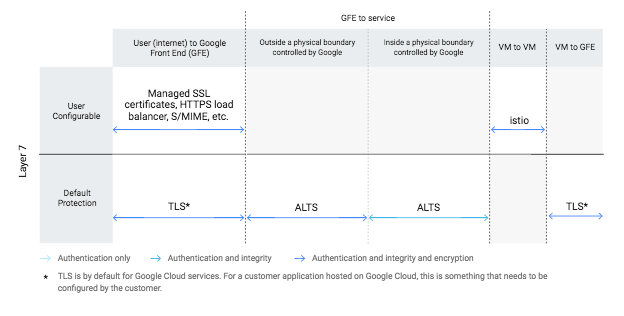 GFE to service
User (internet) to Google
Front End (GFE)
Outside a physical boundary
controlled by Google
Inside a physical boundary
controlled by Google
VM to VM
VM to GFE
Layer 7
User
Configurable
Managed SSL
certificates, HTTPS load
balancer, S/MIME, etc.
istio
Default
Protection
TLS*
ALTS
ALTS
TLS*
Authentication only
Authentication and integrity
Authentication and integrity and encryption
* TLS is by default for Google Cloud services. For a customer application hosted on Google Cloud, this is something that needs to be
configured by the customer.